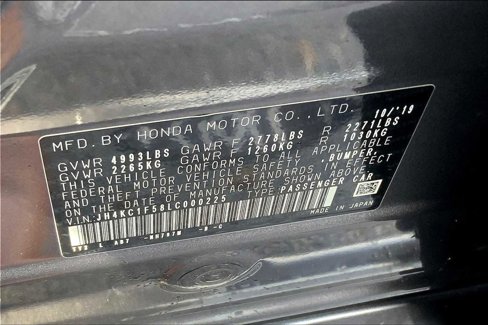 MFD.BY HONDA MOTOR CO.,LTD. 10/'19
GVWR 4993LBS GAWR F 2778LBS R 2271LBS
GVWR 2265KG GAWR F 1260KG R 1030KG
THIS VEHICLE CONFORMS TO ALL APPLICABLE
FEDERAL MOTOR VEHICLE SAFETY, BUMPER,
AND THEFT PREVENTION STANDARDS IN EFFECT
ON THE DATE OF MANUFACTURE SHOWN ABOVE.
V.I.N.:JH4KC1F58LC000225 TYPE: PASSENGER CAR
MADE IN JAPAN